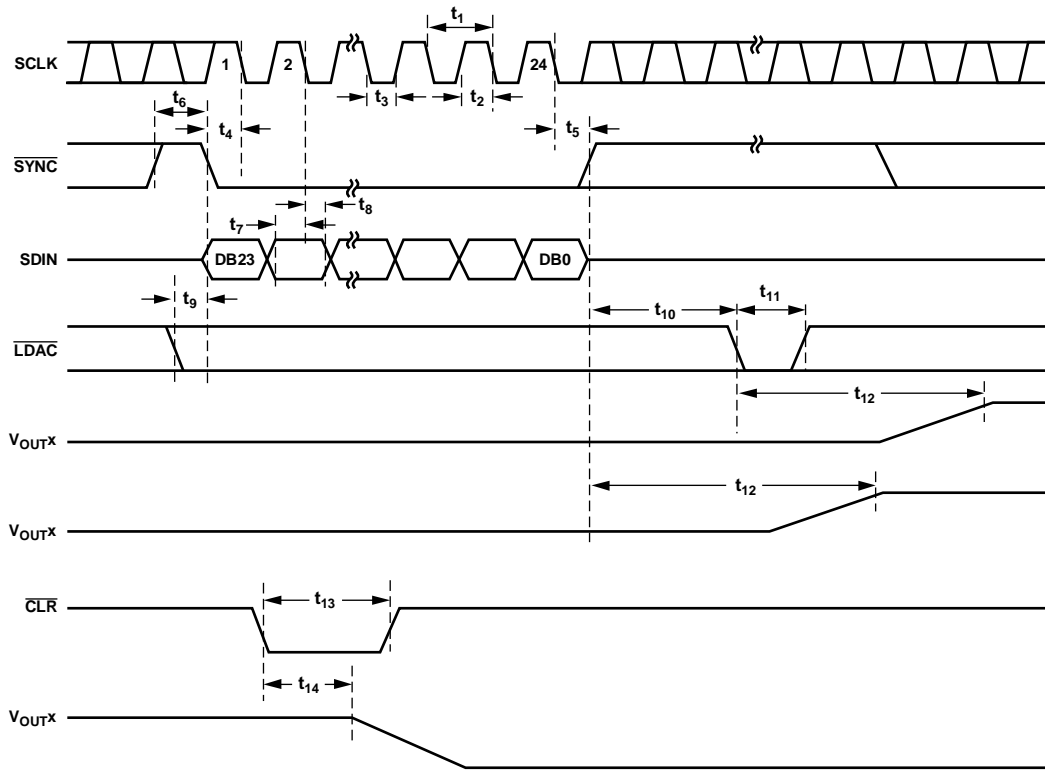 t1
SCLK
1
2
24
t3
t2
t6
t4
t5
SYNC
t8
t7
SDIN
DB23
DB0
t9
t10
t11
LDAC
t12
VOUTX
t12
VOUTX
CLR
t13
t14
VOUTX